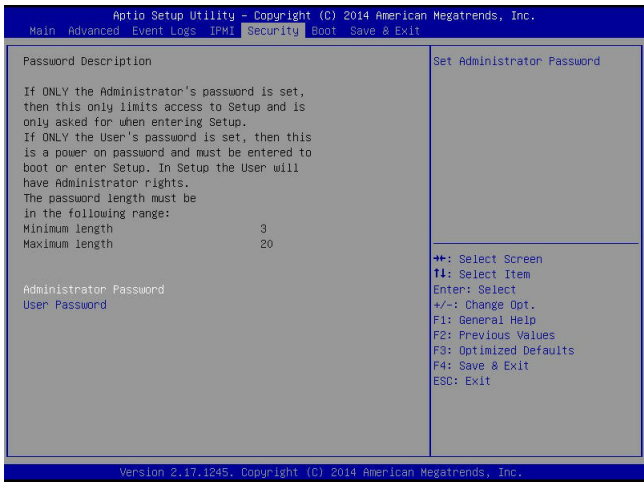 Aptio Setup Utility – Copyright (C) 2014 American Megatrends, Inc.
Main Advanced Event Logs IPMI Security Boot Save & Exit
Password Description
If ONLY the Administrator's password is set,
then this only limits access to Setup and is
only asked for when entering Setup.
If ONLY the User's password is set, then this
is a power on password and must be entered to
boot or enter Setup. In Setup the User will
have Administrator rights.
The password length must be
in the following range:
Minimum length 3
Maximum length 20
Administrator Password
User Password
Set Administrator Password
→←: Select Screen
↑↓: Select Item
Enter: Select
+/-: Change Opt.
F1: General Help
F2: Previous Values
F3: Optimized Defaults
F4: Save & Exit
ESC: Exit
Version 2.17.1245. Copyright (C) 2014 American Megatrends, Inc.